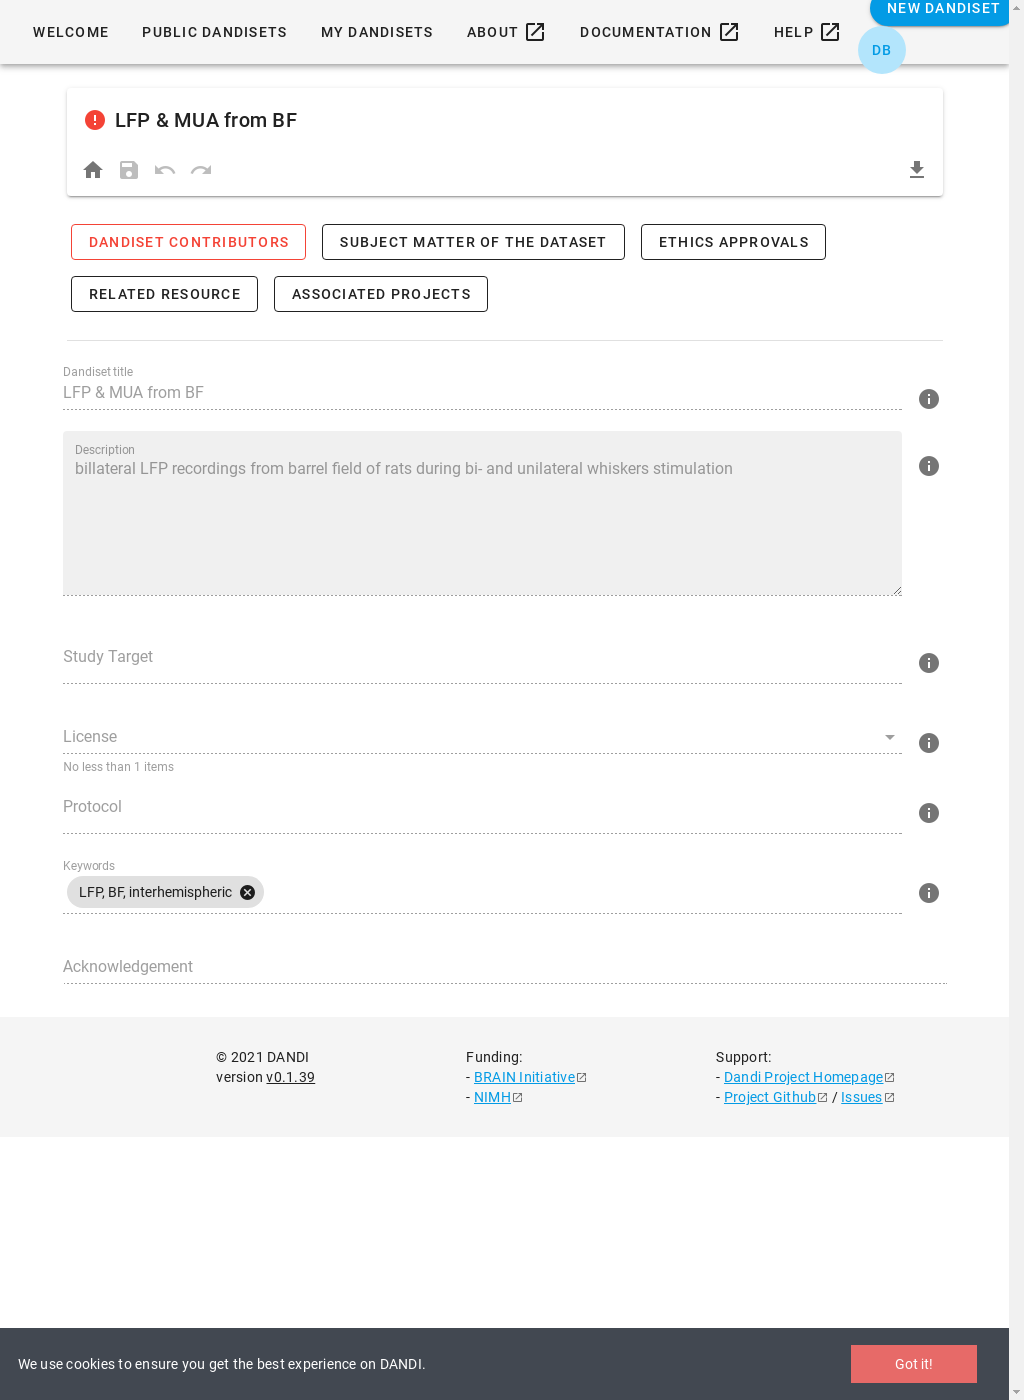 WELCOME PUBLIC DANDISETS MY DANDISETS ABOUT DOCUMENTATION HELP NEW DANDISET
DB
LFP & MUA from BF
DANDISET CONTRIBUTORS SUBJECT MATTER OF THE DATASET ETHICS APPROVALS
RELATED RESOURCE ASSOCIATED PROJECTS
Dandiset title
LFP & MUA from BF
Description
billateral LFP recordings from barrel field of rats during bi- and unilateral whiskers stimulation
Study Target
License
No less than 1 items
Protocol
Keywords
LFP, BF, interhemispheric
Acknowledgement
© 2021 DANDI
version v0.1.39
Funding:
- BRAIN Initiative
- NIMH
Support:
- Dandi Project Homepage
- Project Github / Issues
We use cookies to ensure you get the best experience on DANDI.
Got it!